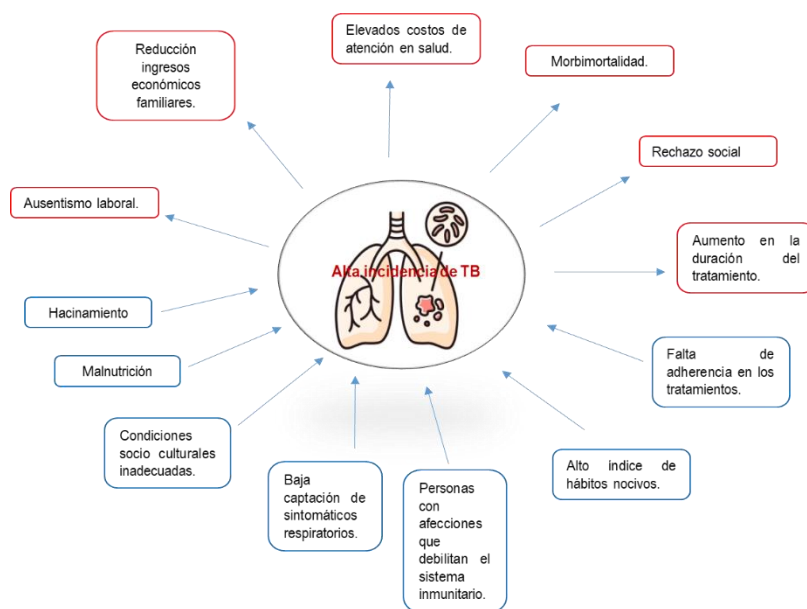 Reducción
ingresos
económicos
familiares.
Elevados costos de
atención en salud.
Morbimortalidad.
Rechazo social
Ausentismo laboral.
Aumento en la
duración del
tratamiento.
Alta incidencia de TB
Hacinamiento
Malnutrición
Falta de
adherencia en los
tratamientos.
Condiciones
socio culturales
inadecuadas.
Baja
captación de
sintomáticos
respiratorios.
Personas
con
afecciones
que
debilitan el
sistema
inmunitario.
Alto índice de
hábitos nocivos.